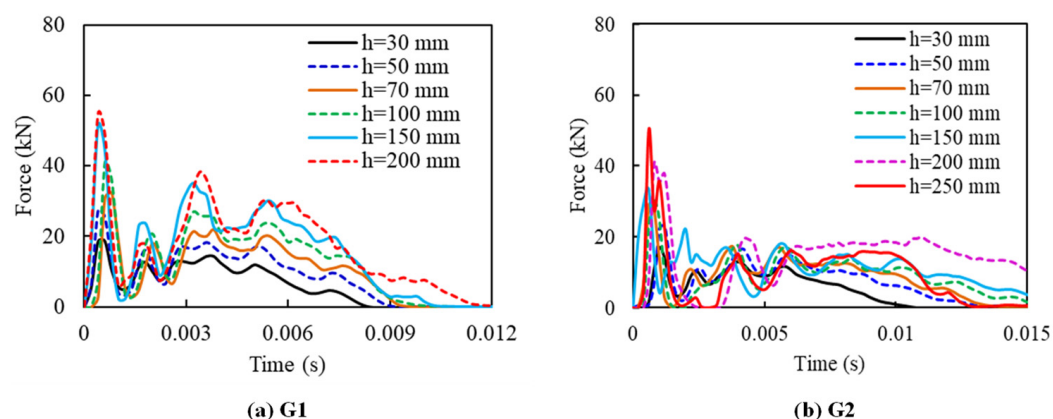 80
60
40
20
0
Force (kN)
h=30 mm
h=50 mm
h=70 mm
h=100 mm
h=150 mm
h=200 mm
0 0.003 0.006 0.009 0.012
Time (s)
(a) G1
80
60
40
20
0
Force (kN)
h=30 mm
h=50 mm
h=70 mm
h=100 mm
h=150 mm
h=200 mm
h=250 mm
0 0.005 0.01 0.015
Time (s)
(b) G2